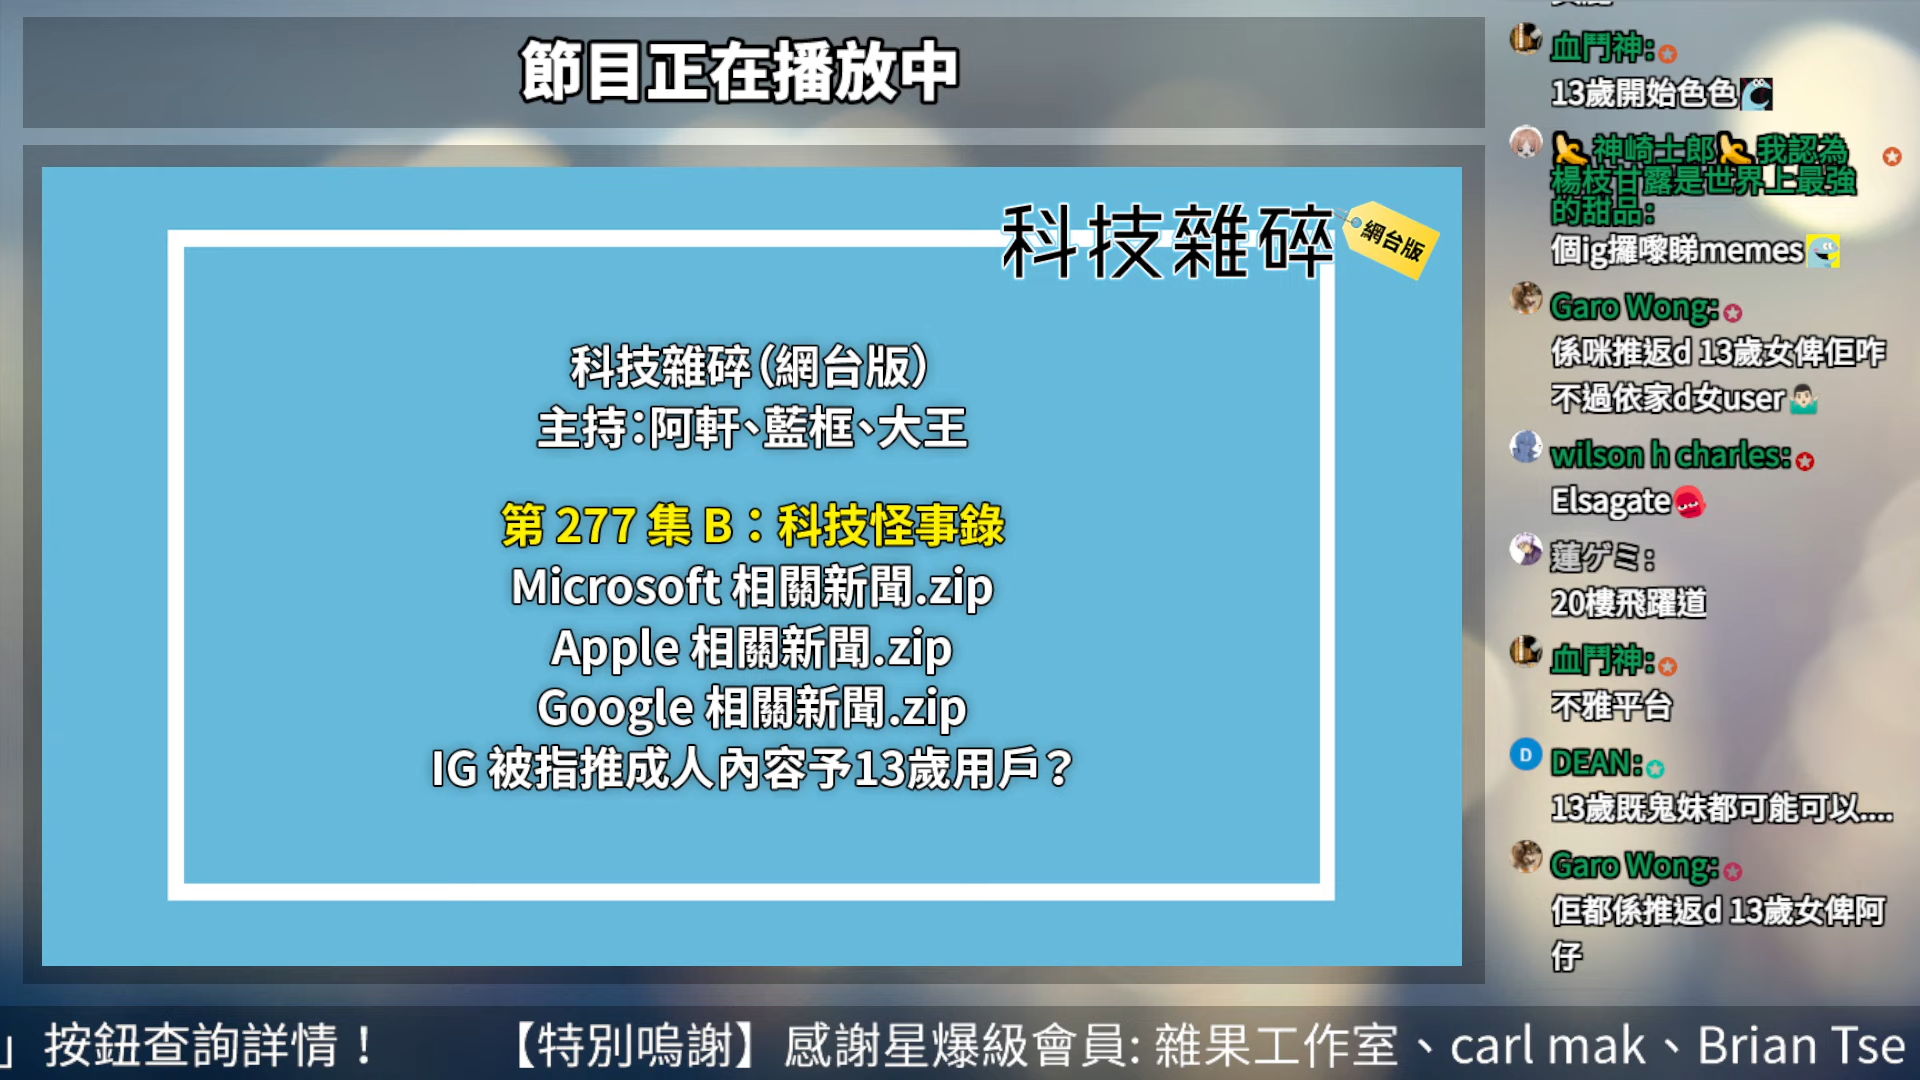 節目正在播放中
科技雜碎
網台版
科技雜碎（網台版）
主持：阿軒、藍框、大王
第 277 集 B：科技怪事錄
Microsoft 相關新聞.zip
Apple 相關新聞.zip
Google 相關新聞.zip
IG 被指推成人內容予13歲用戶？
血鬥神:
13歲開始色色
神崎士郎 我認為
楊枝甘露是世界上最強
的甜品:
個ig攞嚟睇memes
Garo Wong:
係咪推返d 13歲女俾佢咋
不過依家d女user
wilson h charles:
Elsagate
蓮ゲミ:
20樓飛躍道
血鬥神:
不雅平台
D
DEAN:
13歲既鬼妹都可能可以....
Garo Wong:
佢都係推返d 13歲女俾阿
仔
」按鈕查詢詳情！ 【特別嗚謝】感謝星爆級會員: 雜果工作室、carl mak、Brian Tse